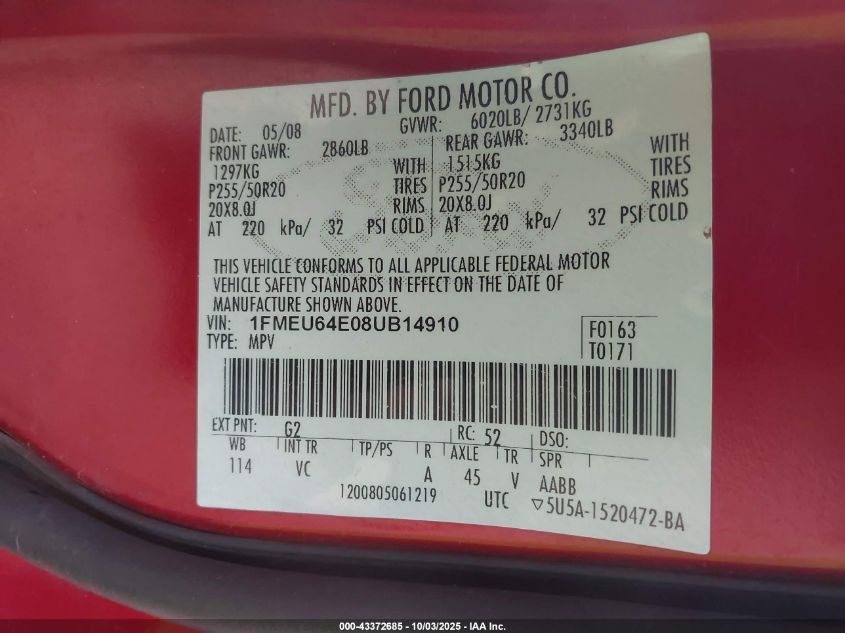 MFD. BY FORD MOTOR CO.
DATE: 05/08 GVWR: 6020LB/ 2731KG
FRONT GAWR: 2860LB REAR GAWR: 3340LB
1297KG WITH 1515KG WITH
P255/50R20 TIRES P255/50R20 TIRES
20X8.0J RIMS 20X8.0J RIMS
AT 220 kPa/ 32 PSI COLD AT 220 kPa/ 32 PSI COLD
THIS VEHICLE CONFORMS TO ALL APPLICABLE FEDERAL MOTOR
VEHICLE SAFETY STANDARDS IN EFFECT ON THE DATE OF
MANUFACTURE SHOWN ABOVE.
VIN: 1FMEU64E08UB14910 F0163
TYPE: MPV T0171
EXT PNT: G2 RC: 52 DSO:
WB INT TR TP/PS R AXLE TR SPR
114 VC A 45 V AABB
1200805061219 UTC ▽5U5A-1520472-BA
000-43372685 - 10/03/2025 - IAA Inc.